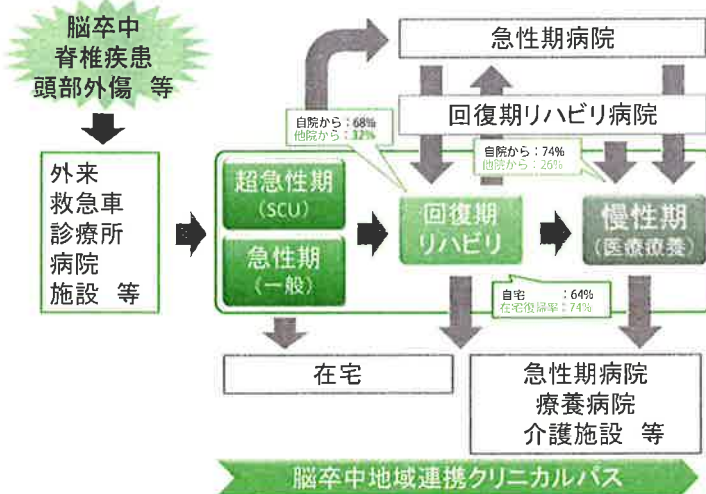 脳卒中
脊椎疾患
頭部外傷 等
急性期病院
回復期リハビリ病院
自院から：68%
他院から：32%
自院から：74%
他院から：26%
外来
救急車
診療所
病院
施設 等
超急性期
(SCU)
急性期
(一般)
回復期
リハビリ
慢性期
(医療療養)
自宅 ：64%
在宅復帰率：74%
在宅
急性期病院
療養病院
介護施設 等
脳卒中地域連携クリニカルパス